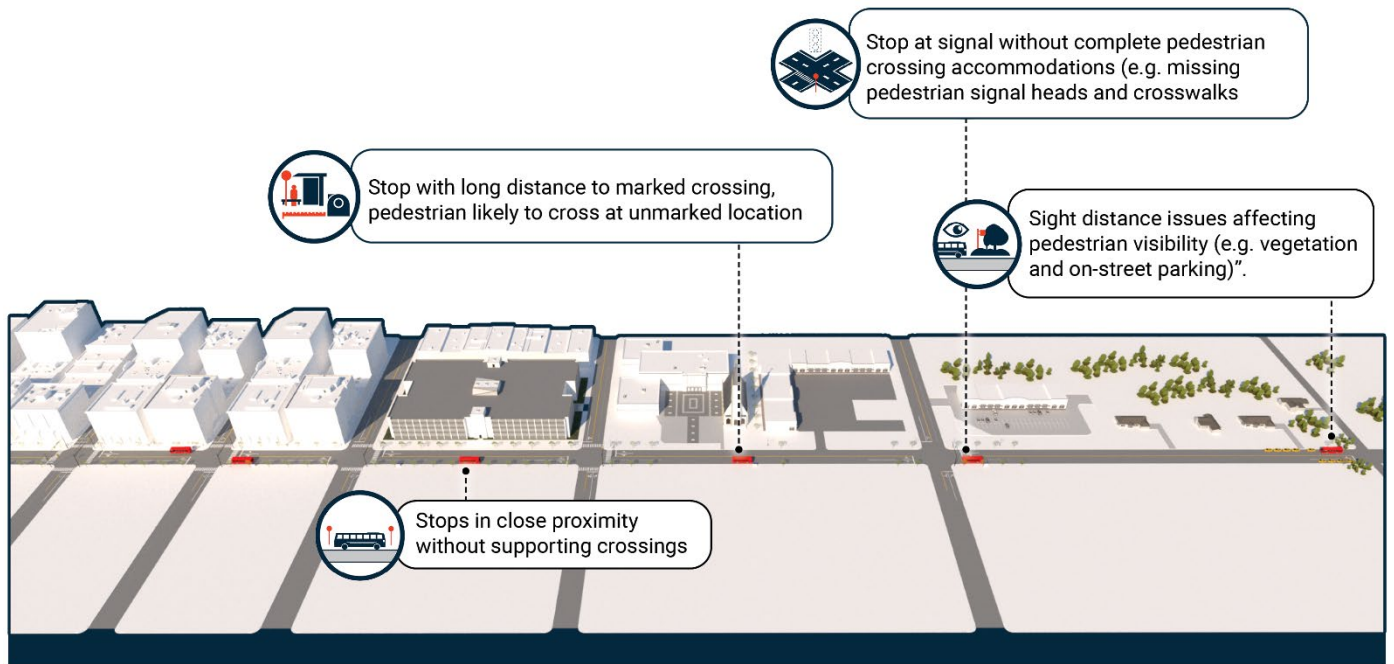 Stop at signal without complete pedestrian
crossing accommodations (e.g. missing
pedestrian signal heads and crosswalks
Stop with long distance to marked crossing,
pedestrian likely to cross at unmarked location
Sight distance issues affecting
pedestrian visibility (e.g. vegetation
and on-street parking)”.
Stops in close proximity
without supporting crossings